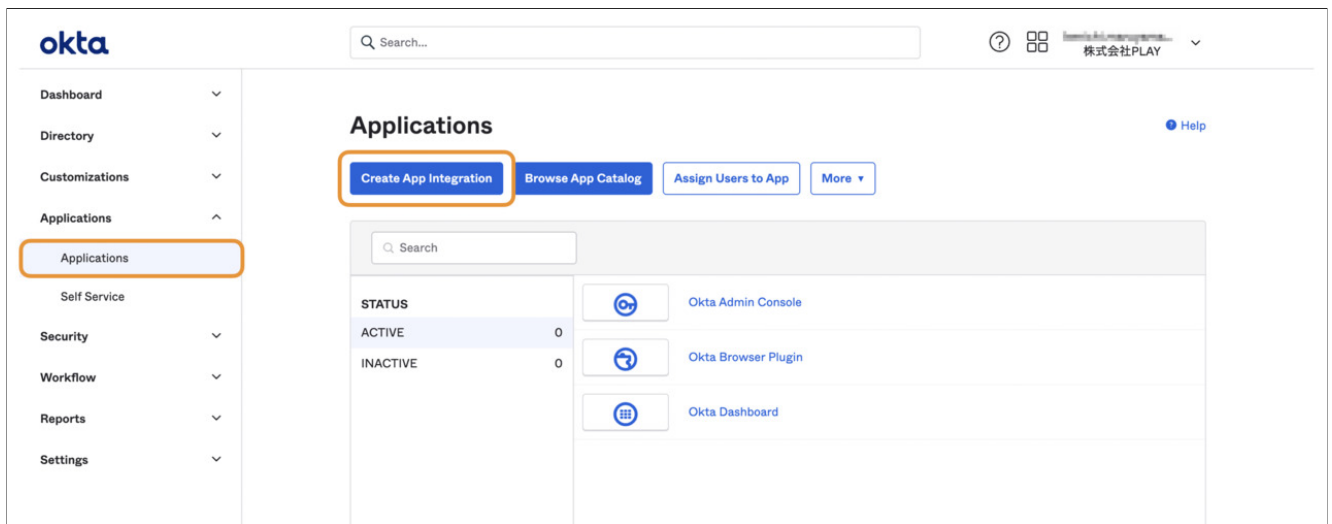 okta
Search...
株式会社PLAY
Dashboard
Directory
Customizations
Applications
Applications
Self Service
Security
Workflow
Reports
Settings
Applications
Help
Create App Integration
Browse App Catalog
Assign Users to App
More
Search
STATUS
ACTIVE 0
INACTIVE 0
Okta Admin Console
Okta Browser Plugin
Okta Dashboard